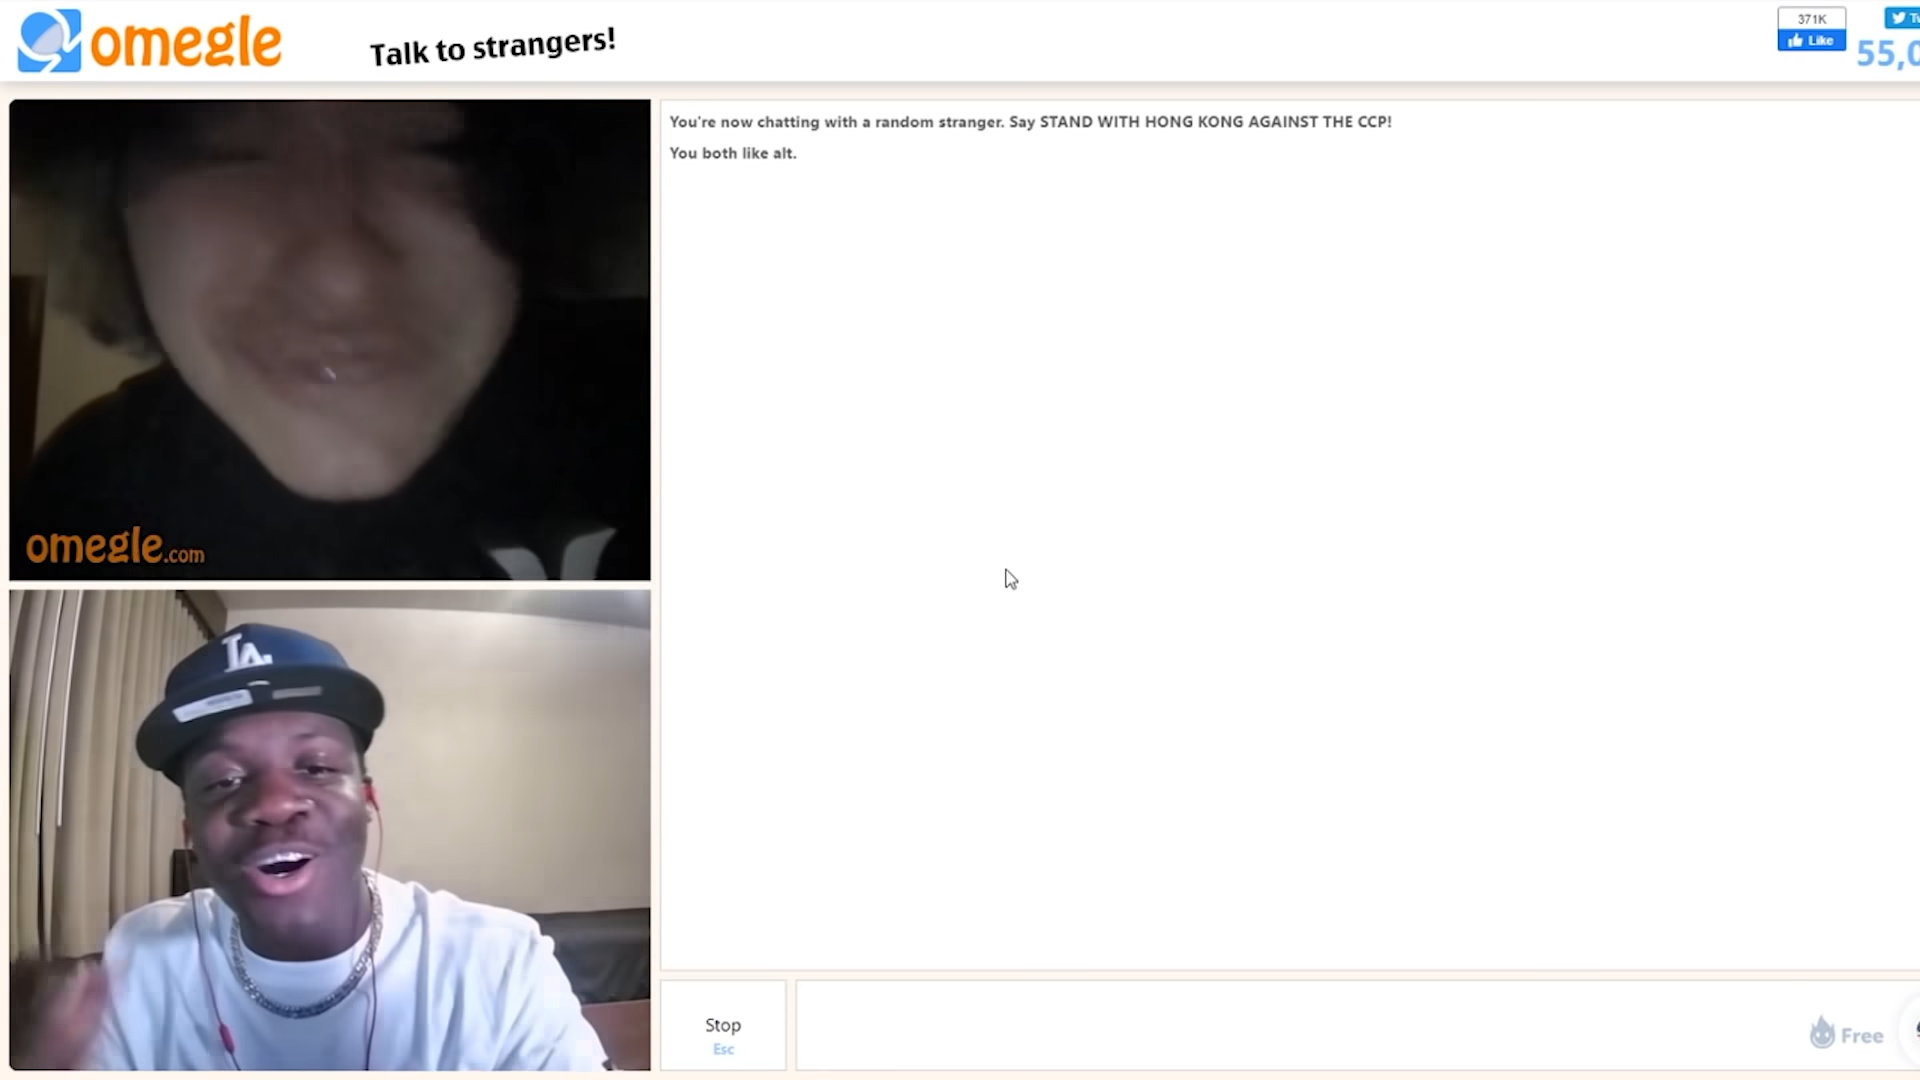 omegle
Talk to strangers!
371K
Like
55,0
You're now chatting with a random stranger. Say STAND WITH HONG KONG AGAINST THE CCP!
You both like alt.
omegle.com
LA
Stop
Esc
Free